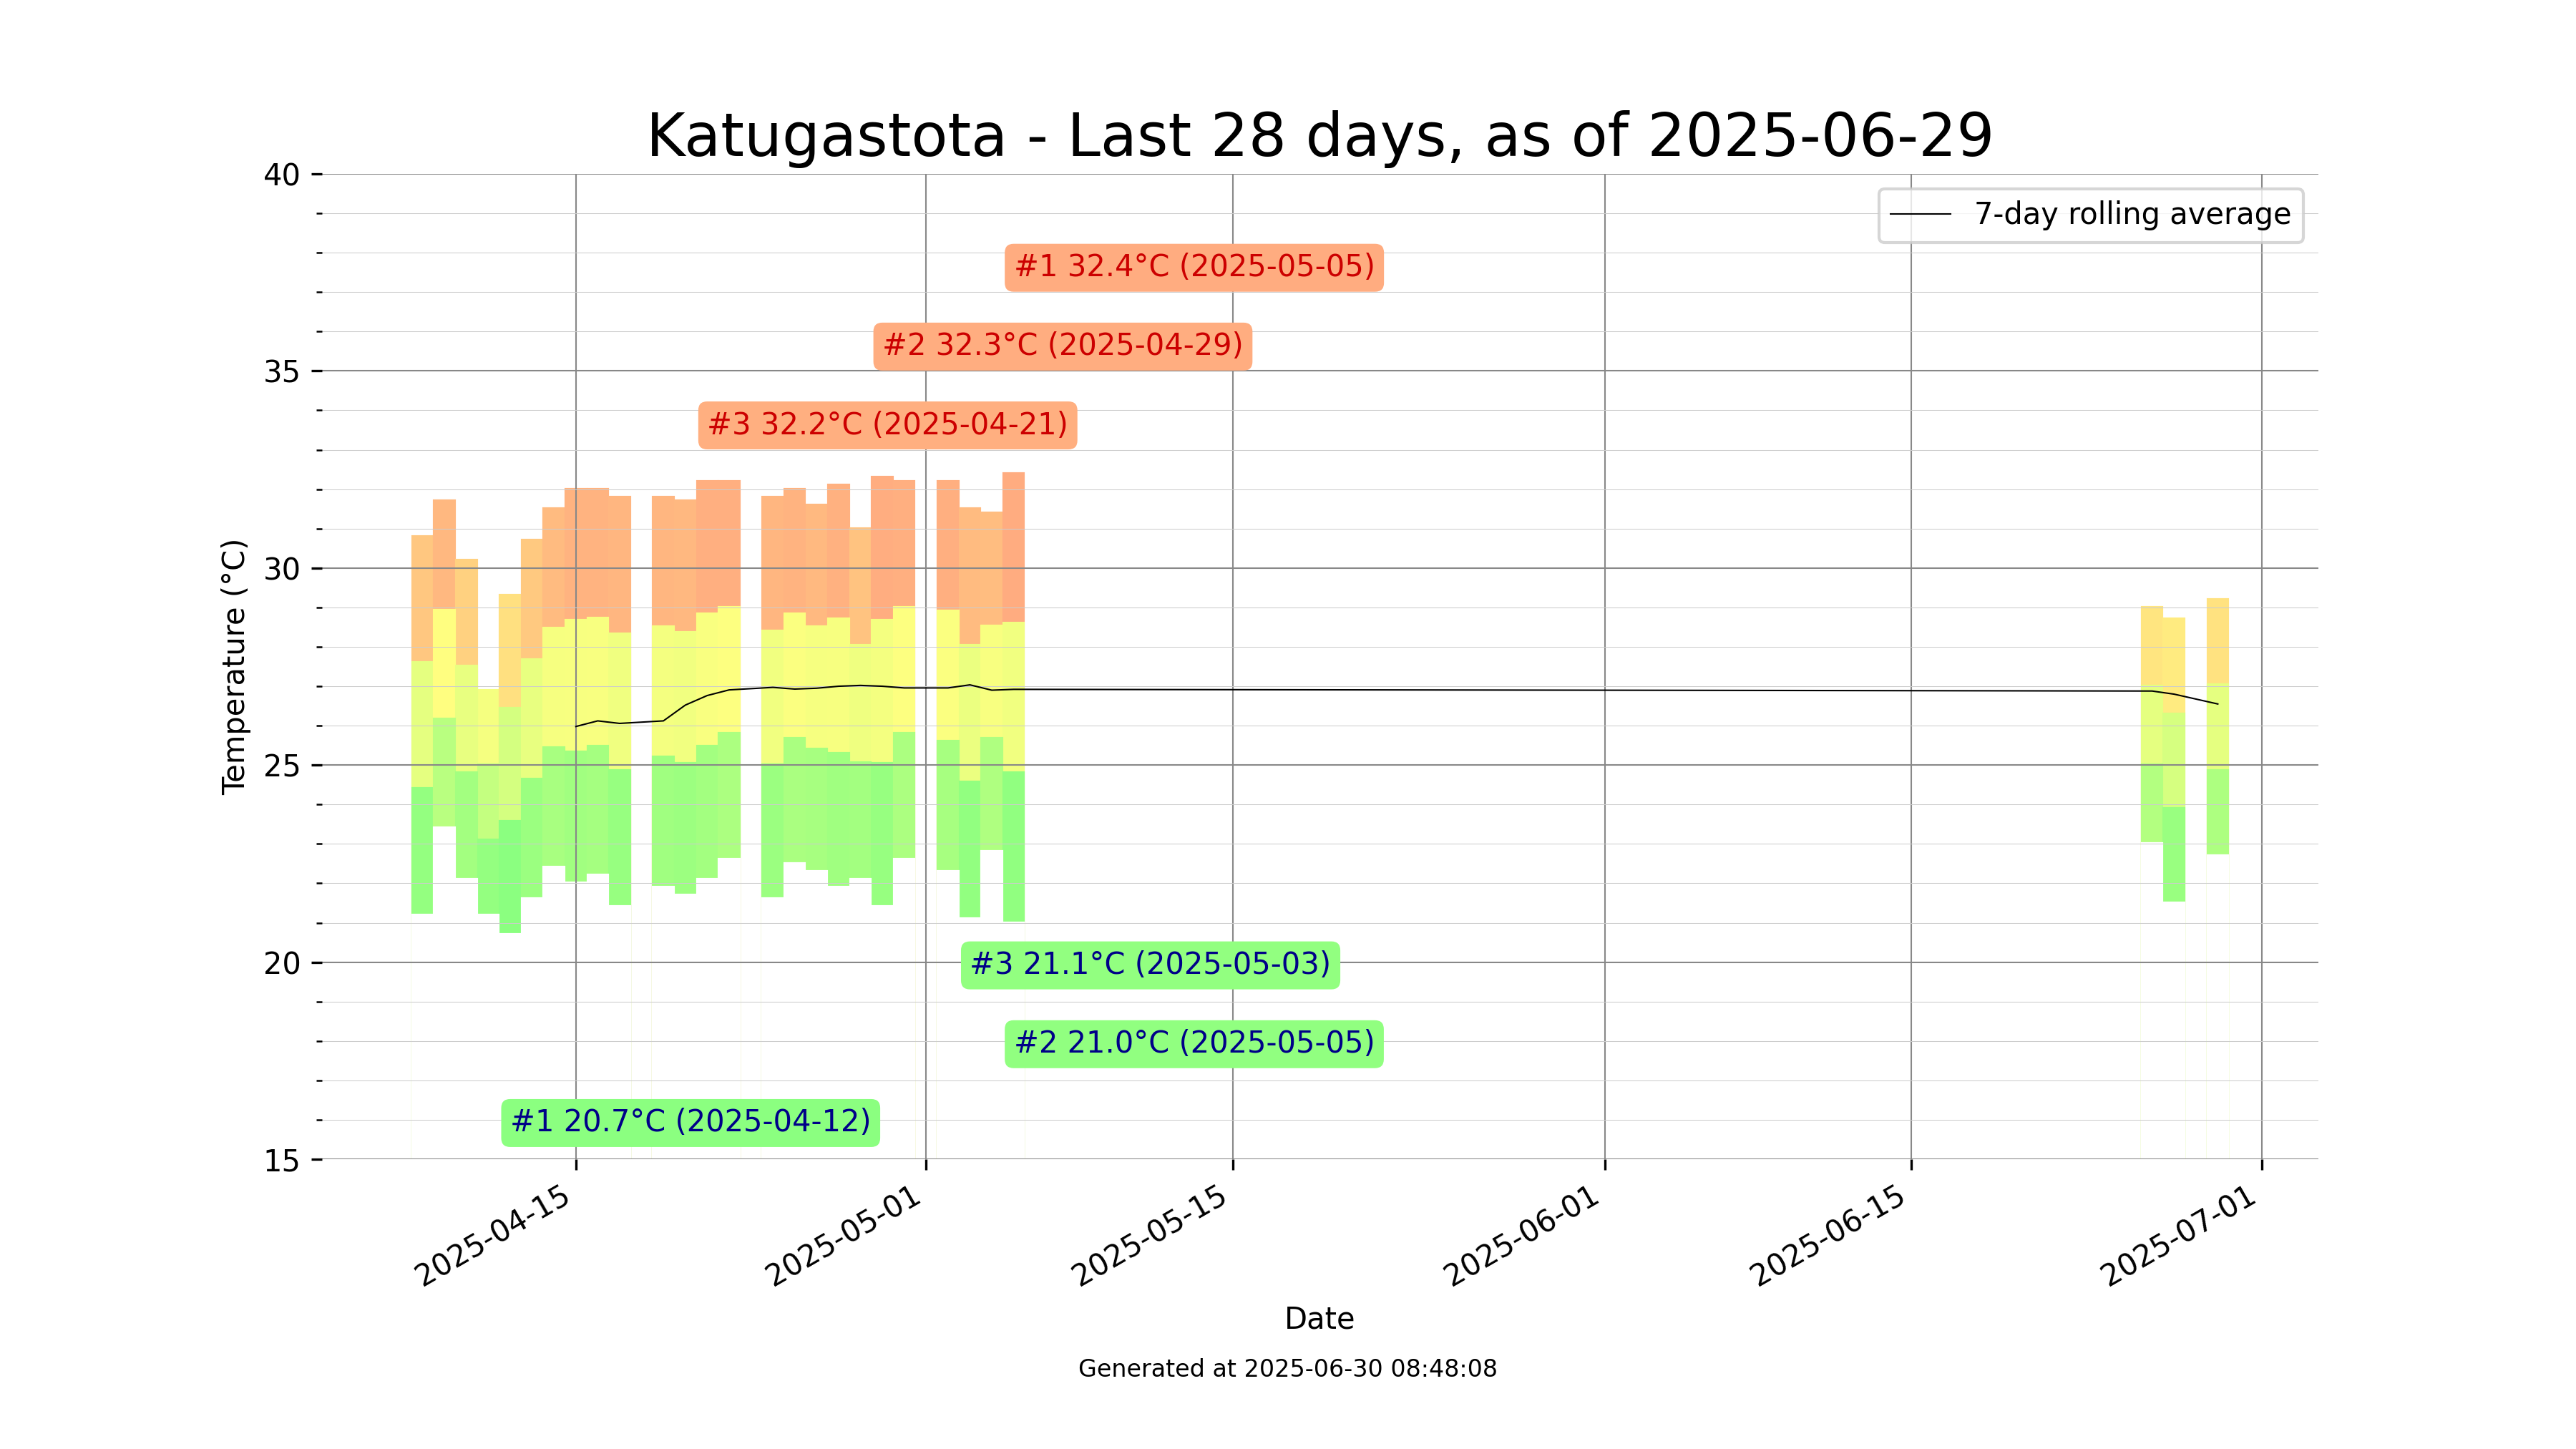 Katugastota - Last 28 days, as of 2025-06-29
40
7-day rolling average
#1 32.4°C (2025-05-05)
#2 32.3°C (2025-04-29)
35
#3 32.2°C (2025-04-21)
30
Temperature (°C)
25
20
#3 21.1°C (2025-05-03)
#2 21.0°C (2025-05-05)
#1 20.7°C (2025-04-12)
15
2025-04-15
2025-05-01
2025-05-15
2025-06-01
2025-06-15
2025-07-01
Date
Generated at 2025-06-30 08:48:08